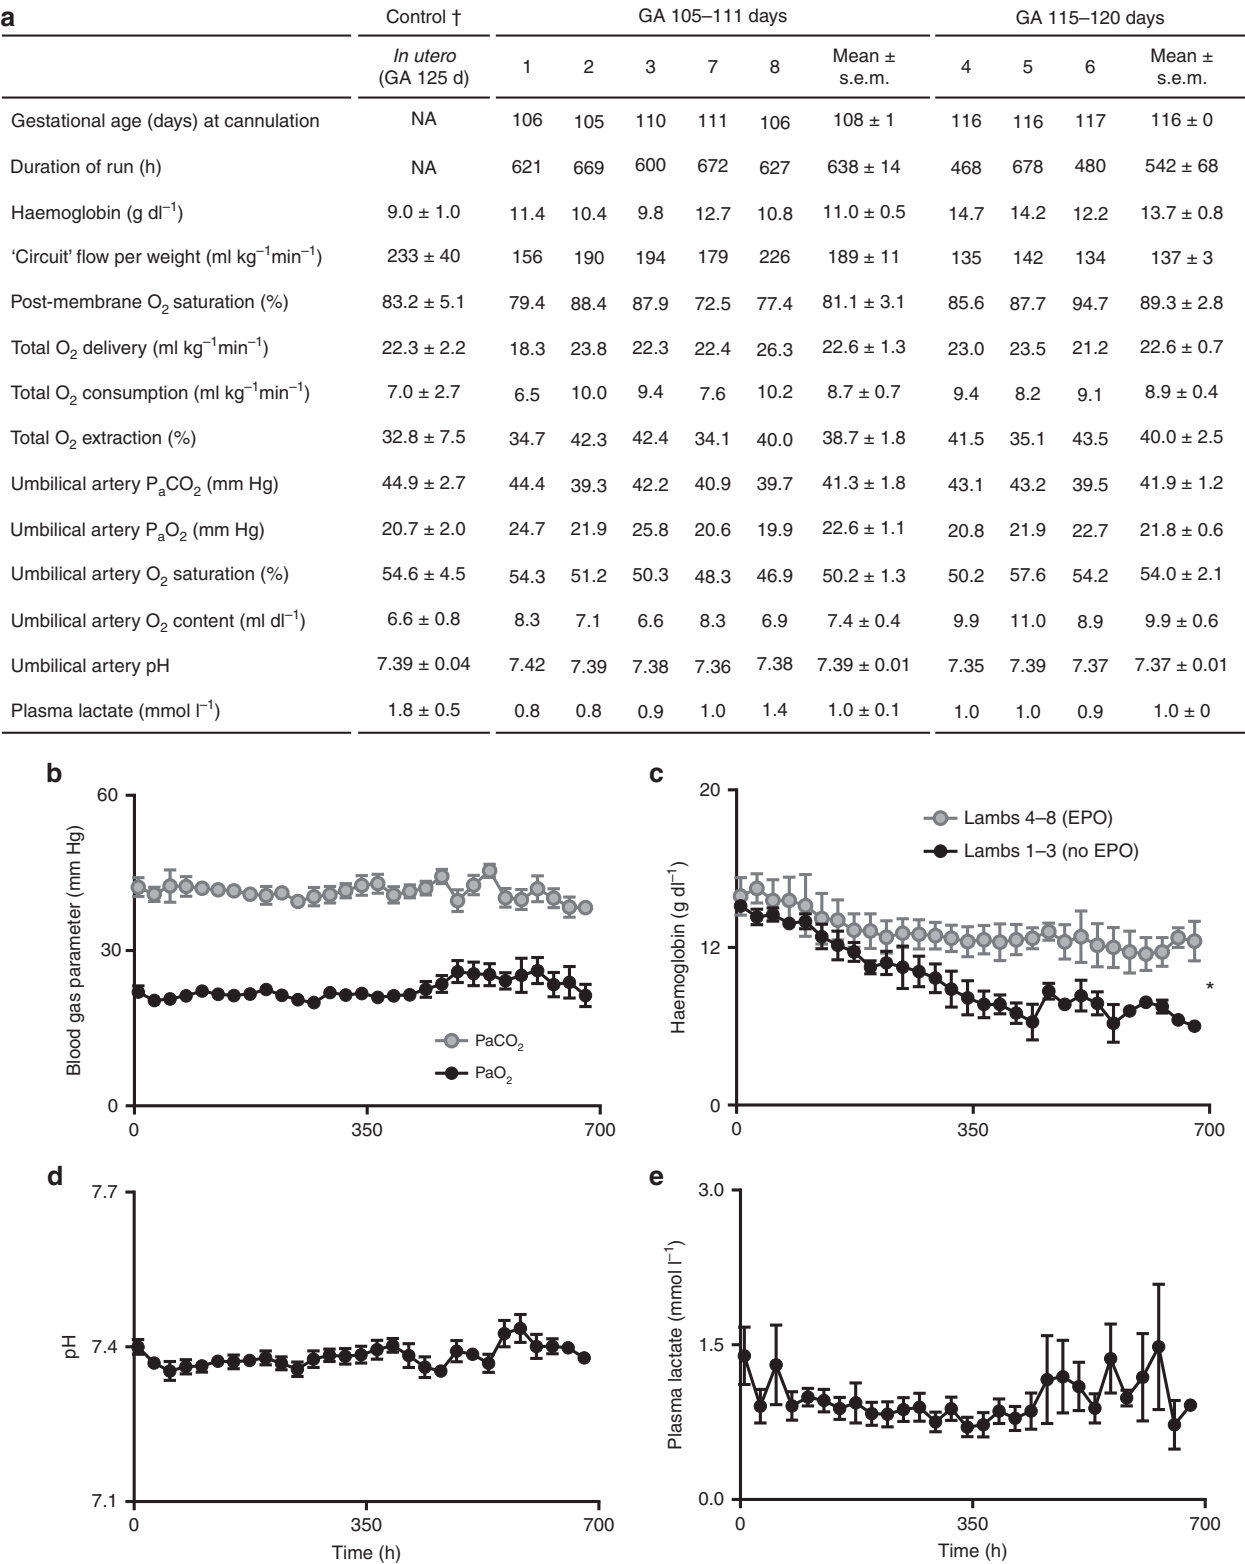 a
Control † GA 105–111 days GA 115–120 days
In utero (GA 125 d) 1 2 3 7 8 Mean ± s.e.m. 4 5 6 Mean ± s.e.m.
Gestational age (days) at cannulation NA 106 105 110 111 106 108 ± 1 116 116 117 116 ± 0
Duration of run (h) NA 621 669 600 672 627 638 ± 14 468 678 480 542 ± 68
Haemoglobin (g dl⁻¹) 9.0 ± 1.0 11.4 10.4 9.8 12.7 10.8 11.0 ± 0.5 14.7 14.2 12.2 13.7 ± 0.8
‘Circuit’ flow per weight (ml kg⁻¹min⁻¹) 233 ± 40 156 190 194 179 226 189 ± 11 135 142 134 137 ± 3
Post-membrane O₂ saturation (%) 83.2 ± 5.1 79.4 88.4 87.9 72.5 77.4 81.1 ± 3.1 85.6 87.7 94.7 89.3 ± 2.8
Total O₂ delivery (ml kg⁻¹min⁻¹) 22.3 ± 2.2 18.3 23.8 22.3 22.4 26.3 22.6 ± 1.3 23.0 23.5 21.2 22.6 ± 0.7
Total O₂ consumption (ml kg⁻¹min⁻¹) 7.0 ± 2.7 6.5 10.0 9.4 7.6 10.2 8.7 ± 0.7 9.4 8.2 9.1 8.9 ± 0.4
Total O₂ extraction (%) 32.8 ± 7.5 34.7 42.3 42.4 34.1 40.0 38.7 ± 1.8 41.5 35.1 43.5 40.0 ± 2.5
Umbilical artery PₐCO₂ (mm Hg) 44.9 ± 2.7 44.4 39.3 42.2 40.9 39.7 41.3 ± 1.8 43.1 43.2 39.5 41.9 ± 1.2
Umbilical artery PₐO₂ (mm Hg) 20.7 ± 2.0 24.7 21.9 25.8 20.6 19.9 22.6 ± 1.1 20.8 21.9 22.7 21.8 ± 0.6
Umbilical artery O₂ saturation (%) 54.6 ± 4.5 54.3 51.2 50.3 48.3 46.9 50.2 ± 1.3 50.2 57.6 54.2 54.0 ± 2.1
Umbilical artery O₂ content (ml dl⁻¹) 6.6 ± 0.8 8.3 7.1 6.6 8.3 6.9 7.4 ± 0.4 9.9 11.0 8.9 9.9 ± 0.6
Umbilical artery pH 7.39 ± 0.04 7.42 7.39 7.38 7.36 7.38 7.39 ± 0.01 7.35 7.39 7.37 7.37 ± 0.01
Plasma lactate (mmol l⁻¹) 1.8 ± 0.5 0.8 0.8 0.9 1.0 1.4 1.0 ± 0.1 1.0 1.0 0.9 1.0 ± 0
b
Blood gas parameter (mm Hg)
60
30
0
PaCO₂
PaO₂
0 350 700
c
Haemoglobin (g dl⁻¹)
20
12
0
Lambs 4–8 (EPO)
Lambs 1–3 (no EPO)
*
0 350 700
d
pH
7.7
7.4
7.1
0 350 700
Time (h)
e
Plasma lactate (mmol l⁻¹)
3.0
1.5
0.0
0 350 700
Time (h)